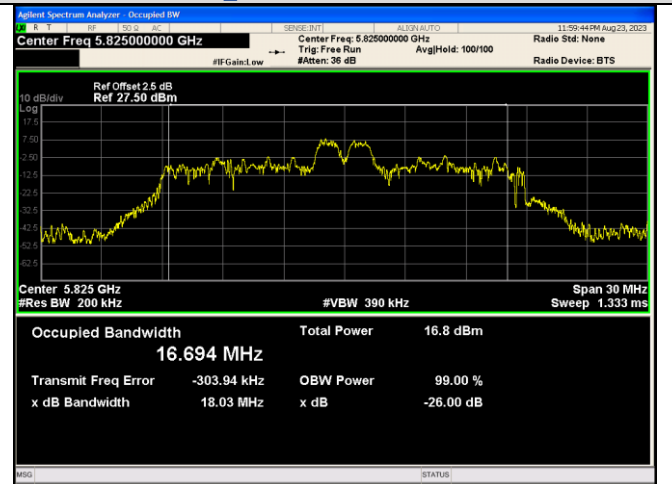 Agilent Spectrum Analyzer - Occupied BW
R T RF 50 Ω AC SENSE:INT ALIGN AUTO 11:59:44 PM Aug 23, 2023
Center Freq 5.825000000 GHz Center Freq: 5.825000000 GHz Radio Std: None
Trig: Free Run Avg|Hold: 100/100
#IFGain:Low #Atten: 36 dB Radio Device: BTS
Ref Offset 2.5 dB
10 dB/div Ref 27.50 dBm
Log
17.5
7.50
-2.50
-12.5
-22.5
-32.5
-42.5
-52.5
-62.5
Center 5.825 GHz Span 30 MHz
#Res BW 200 kHz #VBW 390 kHz Sweep 1.333 ms
Occupied Bandwidth Total Power 16.8 dBm
16.694 MHz
Transmit Freq Error -303.94 kHz OBW Power 99.00 %
x dB Bandwidth 18.03 MHz x dB -26.00 dB
MSG STATUS